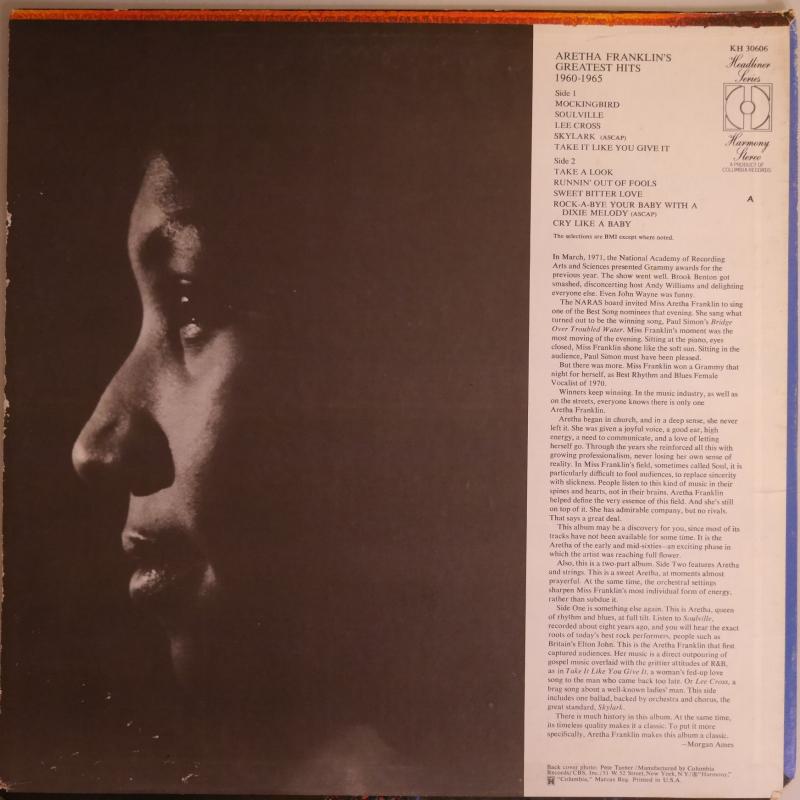 ARETHA FRANKLIN'S
GREATEST HITS
1960-1965
Side 1
MOCKINGBIRD
SOULVILLE
LEE CROSS
SKYLARK (ASCAP)
TAKE IT LIKE YOU GIVE IT
Side 2
TAKE A LOOK
RUNNIN' OUT OF FOOLS
SWEET BITTER LOVE
ROCK-A-BYE YOUR BABY WITH A
DIXIE MELODY (ASCAP)
CRY LIKE A BABY
The selections are BMI except where noted.
KH 30606
Headliner
Series
Harmony
Stereo
A PRODUCT OF
COLUMBIA RECORDS
A
In March, 1971, the National Academy of Recording
Arts and Sciences presented Grammy awards for the
previous year. The show went well. Brook Benton got
smashed, disconcerting host Andy Williams and delighting
everyone else. Even John Wayne was funny.
The NARAS board invited Miss Aretha Franklin to sing
one of the Best Song nominees that evening. She sang what
turned out to be the winning song, Paul Simon's Bridge
Over Troubled Water. Miss Franklin's moment was the
most moving of the evening. Sitting at the piano, eyes
closed, Miss Franklin shone like the soft sun. Sitting in the
audience, Paul Simon must have been pleased.
But there was more. Miss Franklin won a Grammy that
night for herself, as Best Rhythm and Blues Female
Vocalist of 1970.
Winners keep winning. In the music industry, as well as
on the streets, everyone knows there is only one
Aretha Franklin.
Aretha began in church, and in a deep sense, she never
left it. She was given a joyful voice, a good ear, high
energy, a need to communicate, and a love of letting
herself go. Through the years she reinforced all this with
growing professionalism, never losing her own sense of
reality. In Miss Franklin's field, sometimes called Soul, it is
particularly difficult to fool audiences, to replace sincerity
with slickness. People listen to this kind of music in their
spines and hearts, not in their brains. Aretha Franklin
helped define the very essence of this field. And she's still
on top of it. She has admirable company, but no rivals.
That says a great deal.
This album may be a discovery for you, since most of its
tracks have not been available for some time. It is the
Aretha of the early and mid-sixties—an exciting phase in
which the artist was reaching full flower.
Also, this is a two-part album. Side Two features Aretha
and strings. This is a sweet Aretha, at moments almost
prayerful. At the same time, the orchestral settings
sharpen Miss Franklin's most individual form of energy,
rather than subdue it.
Side One is something else again. This is Aretha, queen
of rhythm and blues, at full tilt. Listen to Soulville,
recorded about eight years ago, and you will hear the exact
roots of today's best rock performers, people such as
Britain's Elton John. This is the Aretha Franklin that first
captured audiences. Her music is a direct outpouring of
gospel music overlaid with the grittier attitudes of R&B,
as in Take It Like You Give It, a woman's fed-up love
song to the man who came back too late. Or Lee Cross, a
brag song about a well-known ladies' man. This side
includes one ballad, backed by orchestra and chorus, the
great standard, Skylark.
There is much history in this album. At the same time,
its timeless quality makes it a classic. To put it more
specifically, Aretha Franklin makes this album a classic.
—Morgan Ames
Back cover photo: Pete Turner/Manufactured by Columbia
Records/CBS, Inc./51 W. 52 Street, New York, N.Y./® "Harmony,"
"Columbia," Marcas Reg. Printed in U.S.A.